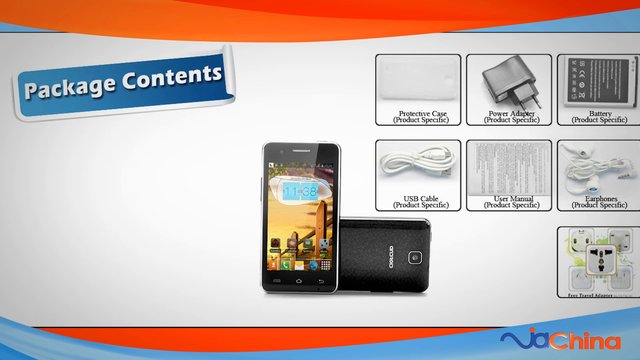 Package Contents
Protective Case
(Product Specific)
Power Adapter
(Product Specific)
Battery
(Product Specific)
USB Cable
(Product Specific)
User Manual
(Product Specific)
Earphones
(Product Specific)
11:38
Free Travel Adapter
ViaChina